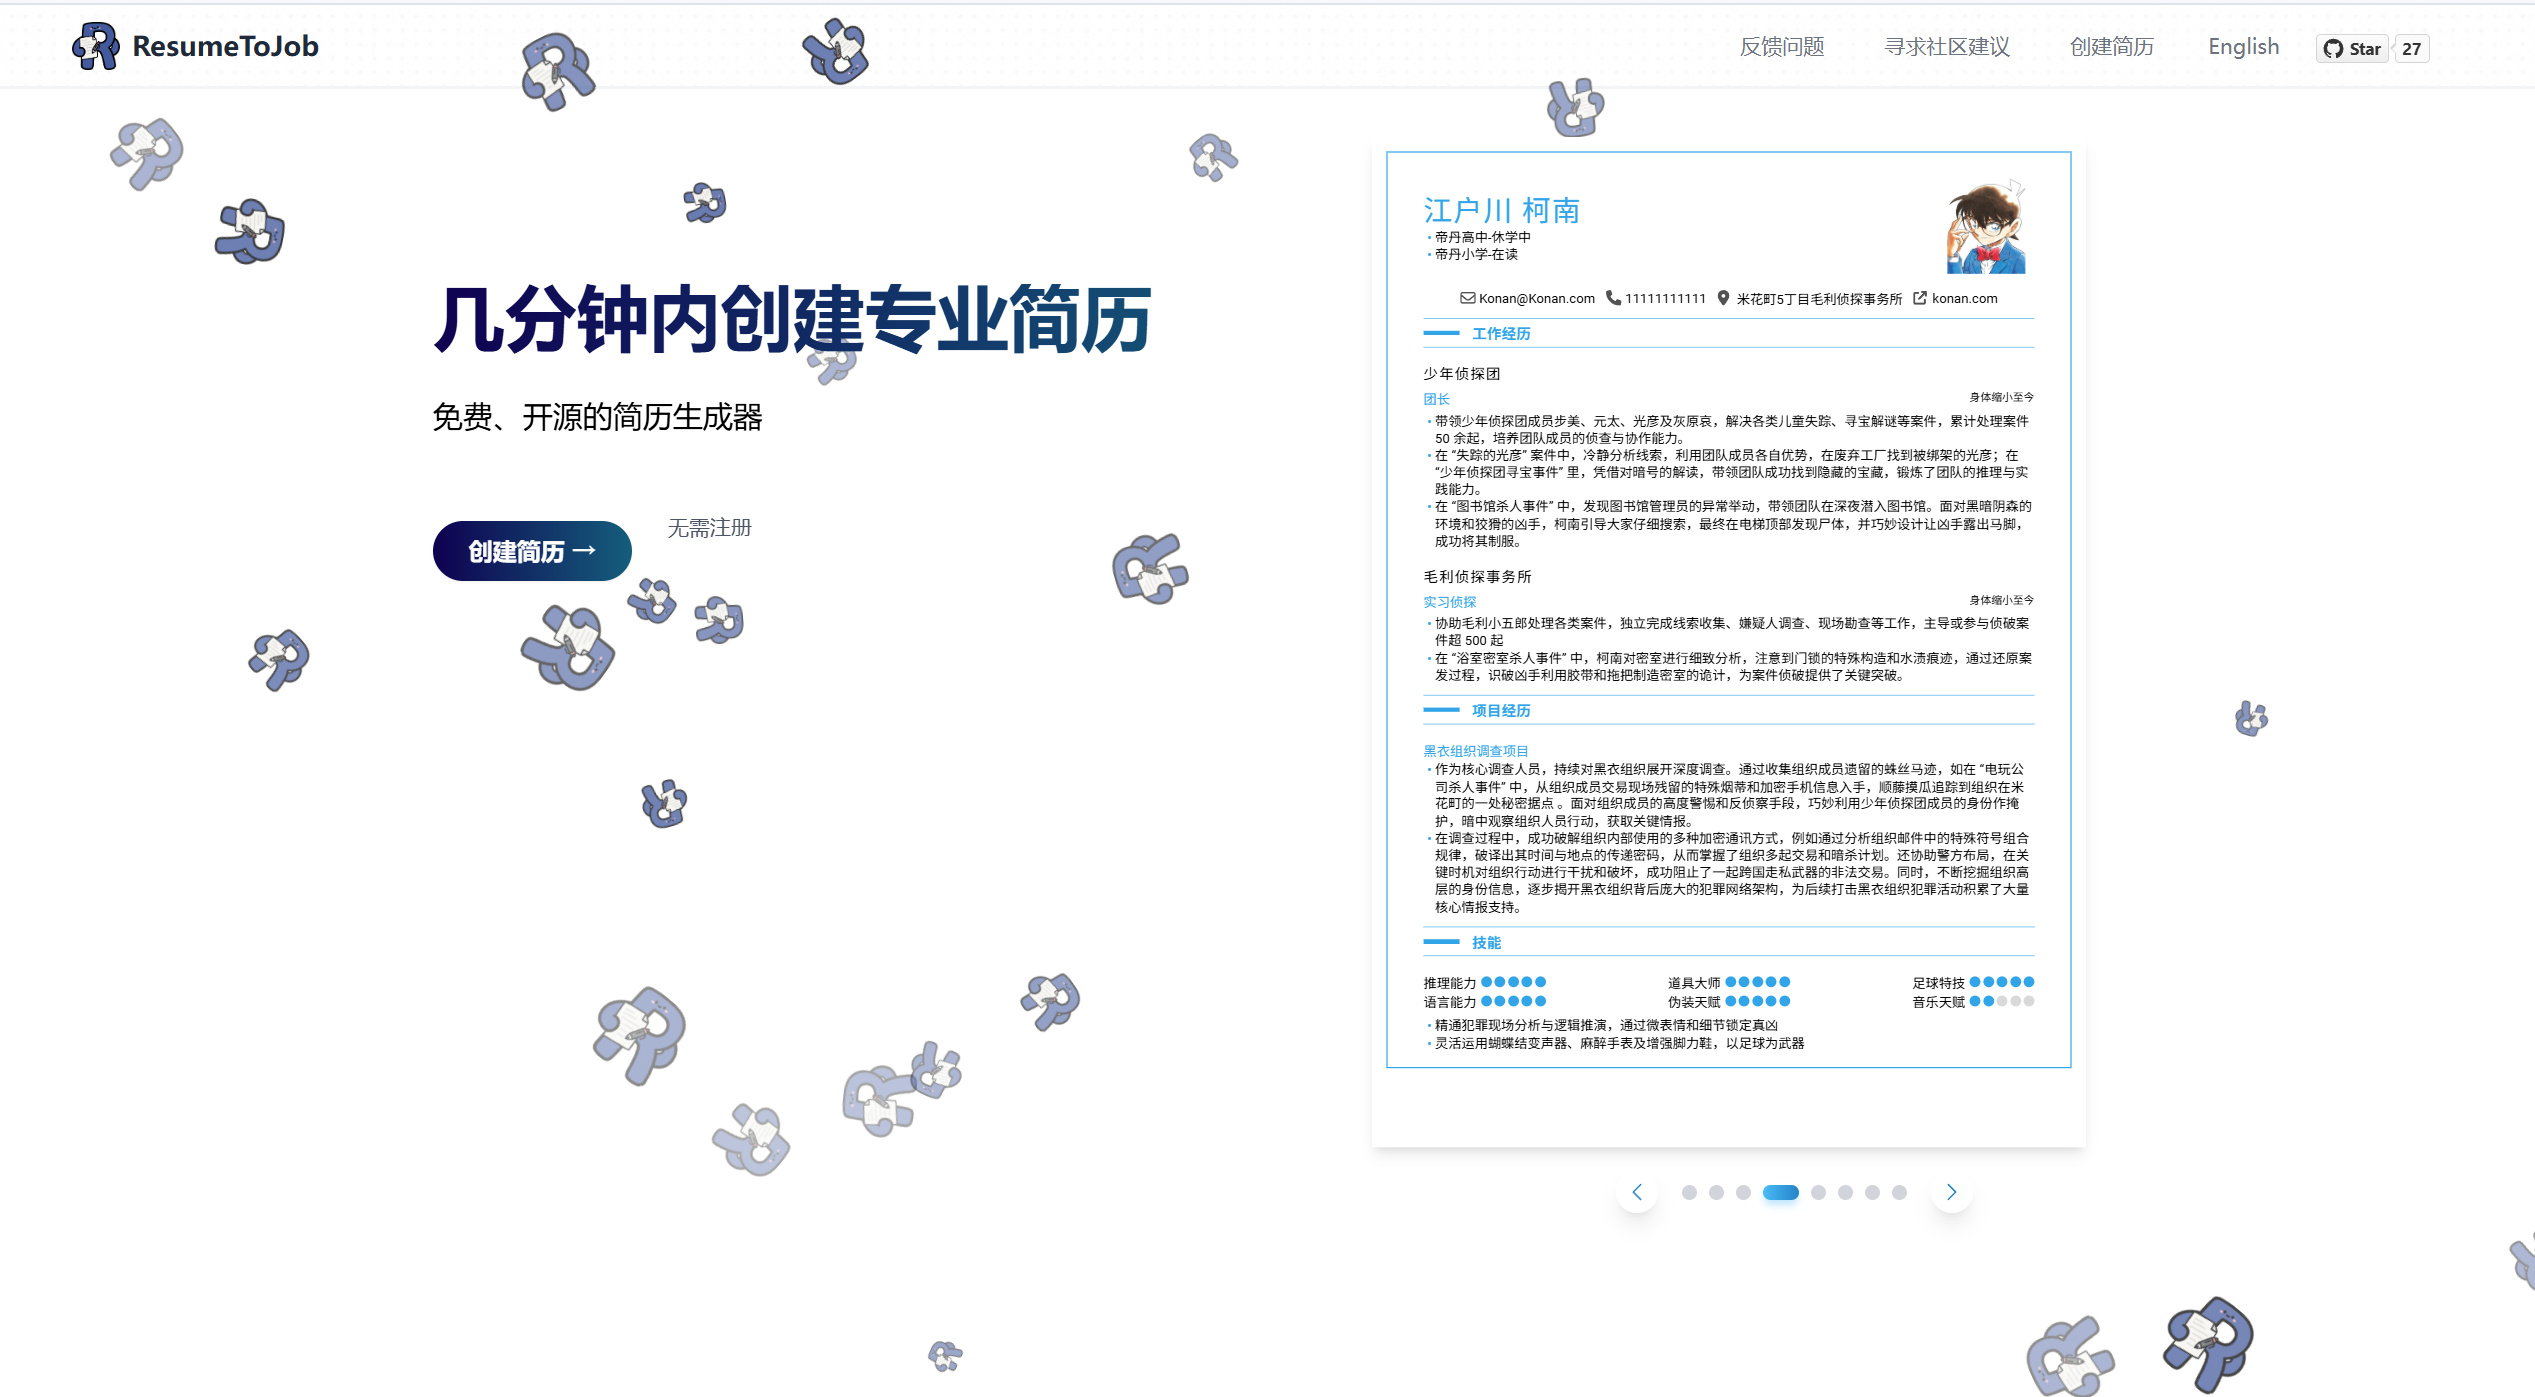 ResumeToJob
反馈问题
寻求社区建议
创建简历
English
Star
27
几分钟内创建专业简历
免费、开源的简历生成器
创建简历 →
无需注册
江户川 柯南
• 帝丹高中-休学中
• 帝丹小学-在读
Konan@Konan.com 11111111111 米花町5丁目毛利侦探事务所 konan.com
工作经历
少年侦探团
团长 身体缩小至今
• 带领少年侦探团成员步美、元太、光彦及灰原哀，解决各类儿童失踪、寻宝解谜等案件，累计处理案件
50 余起，培养团队成员的侦查与协作能力。
• 在 “失踪的光彦” 案件中，冷静分析线索，利用团队成员各自优势，在废弃工厂找到被绑架的光彦；在
“少年侦探团寻宝事件” 里，凭借对暗号的解读，带领团队成功找到隐藏的宝藏，锻炼了团队的推理与实
践能力。
• 在 “图书馆杀人事件” 中，发现图书馆管理员的异常举动，带领团队在深夜潜入图书馆。面对黑暗阴森的
环境和狡猾的凶手，柯南引导大家仔细搜索，最终在电梯顶部发现尸体，并巧妙设计让凶手露出马脚，
成功将其制服。
毛利侦探事务所
实习侦探 身体缩小至今
• 协助毛利小五郎处理各类案件，独立完成线索收集、嫌疑人调查、现场勘查等工作，主导或参与侦破案
件超 500 起
• 在 “浴室密室杀人事件” 中，柯南对密室进行细致分析，注意到门锁的特殊构造和水渍痕迹，通过还原案
发过程，识破凶手利用胶带和拖把制造密室的诡计，为案件侦破提供了关键突破。
项目经历
黑衣组织调查项目
• 作为核心调查人员，持续对黑衣组织展开深度调查。通过收集组织成员遗留的蛛丝马迹，如在 “电玩公
司杀人事件” 中，从组织成员交易现场残留的特殊烟蒂和加密手机信息入手，顺藤摸瓜追踪到组织在米
花町的一处秘密据点 。面对组织成员的高度警惕和反侦察手段，巧妙利用少年侦探团成员的身份作掩
护，暗中观察组织人员行动，获取关键情报。
• 在调查过程中，成功破解组织内部使用的多种加密通讯方式，例如通过分析组织邮件中的特殊符号组合
规律，破译出其时间与地点的传递密码，从而掌握了组织多起交易和暗杀计划。还协助警方布局，在关
键时机对组织行动进行干扰和破坏，成功阻止了一起跨国走私武器的非法交易。同时，不断挖掘组织高
层的身份信息，逐步揭开黑衣组织背后庞大的犯罪网络架构，为后续打击黑衣组织犯罪活动积累了大量
核心情报支持。
技能
推理能力 道具大师 足球特技
语言能力 伪装天赋 音乐天赋
• 精通犯罪现场分析与逻辑推演，通过微表情和细节锁定真凶
• 灵活运用蝴蝶结变声器、麻醉手表及增强脚力鞋，以足球为武器